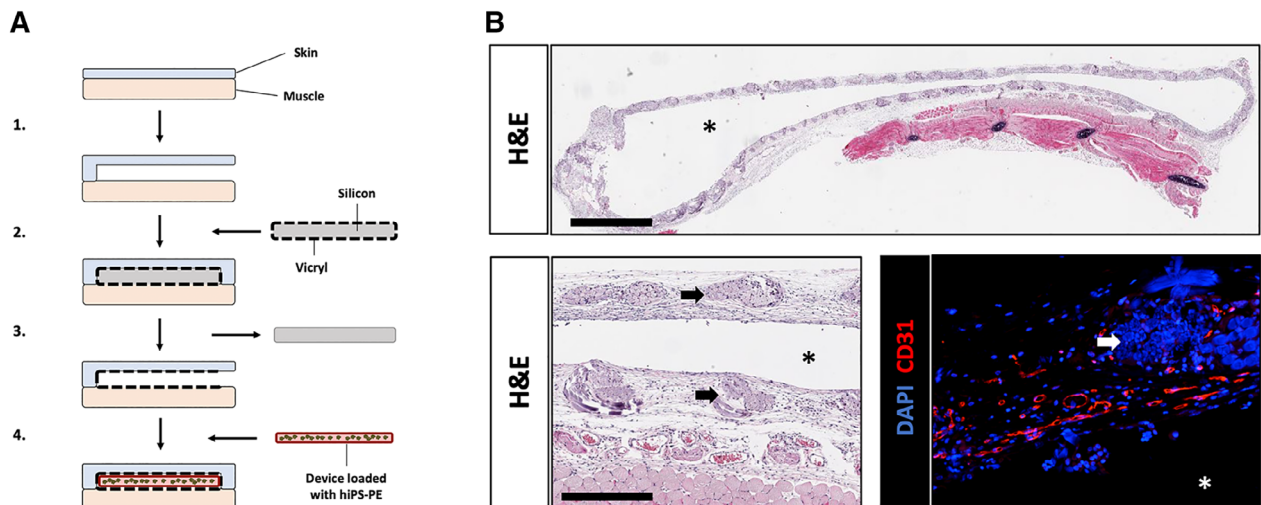 A
Skin
Muscle
1.
Silicon
2.
Vicryl
3.
4.
Device loaded
with hiPS-PE
B
H&E
*
H&E
*
DAPI CD31
*